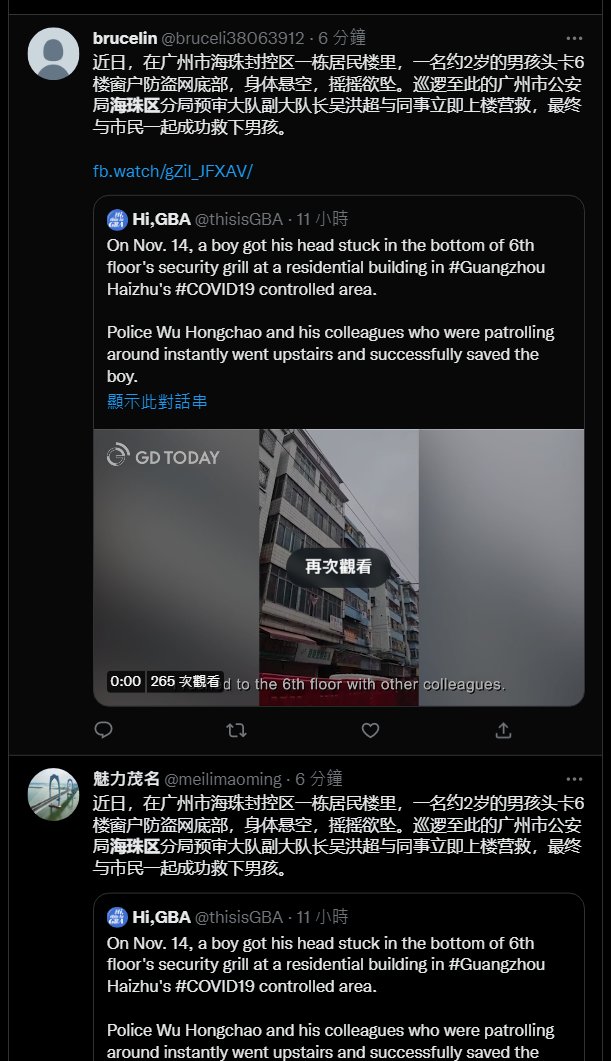 brucelin @bruceli38063912 · 6 分鐘
近日，在广州市海珠封控区一栋居民楼里，一名约2岁的男孩头卡6
楼窗户防盗网底部，身体悬空，摇摇欲坠。巡逻至此的广州市公安
局海珠区分局预审大队副大队长吴洪超与同事立即上楼营救，最终
与市民一起成功救下男孩。
fb.watch/gZil_JFXAV/
Hi,GBA @thisisGBA · 11 小時
On Nov. 14, a boy got his head stuck in the bottom of 6th
floor's security grill at a residential building in #Guangzhou
Haizhu's #COVID19 controlled area.
Police Wu Hongchao and his colleagues who were patrolling
around instantly went upstairs and successfully saved the
boy.
顯示此對話串
GD TODAY
再次觀看
0:00 265 次觀看 d to the 6th floor with other colleagues.
魅力茂名 @meilimaoming · 6 分鐘
近日，在广州市海珠封控区一栋居民楼里，一名约2岁的男孩头卡6
楼窗户防盗网底部，身体悬空，摇摇欲坠。巡逻至此的广州市公安
局海珠区分局预审大队副大队长吴洪超与同事立即上楼营救，最终
与市民一起成功救下男孩。
Hi,GBA @thisisGBA · 11 小時
On Nov. 14, a boy got his head stuck in the bottom of 6th
floor's security grill at a residential building in #Guangzhou
Haizhu's #COVID19 controlled area.
Police Wu Hongchao and his colleagues who were patrolling
around instantly went upstairs and successfully saved the